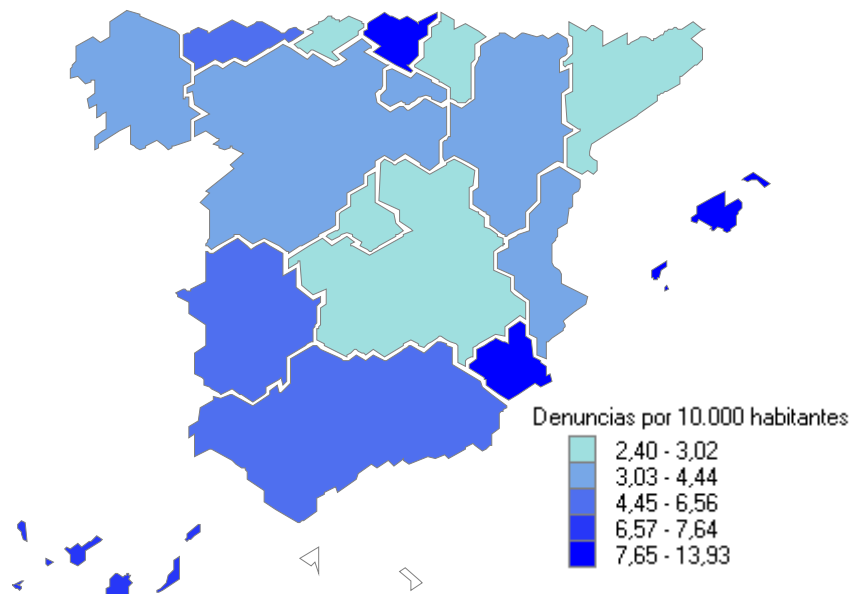 Denuncias por 10.000 habitantes
2,40 - 3,02
3,03 - 4,44
4,45 - 6,56
6,57 - 7,64
7,65 - 13,93